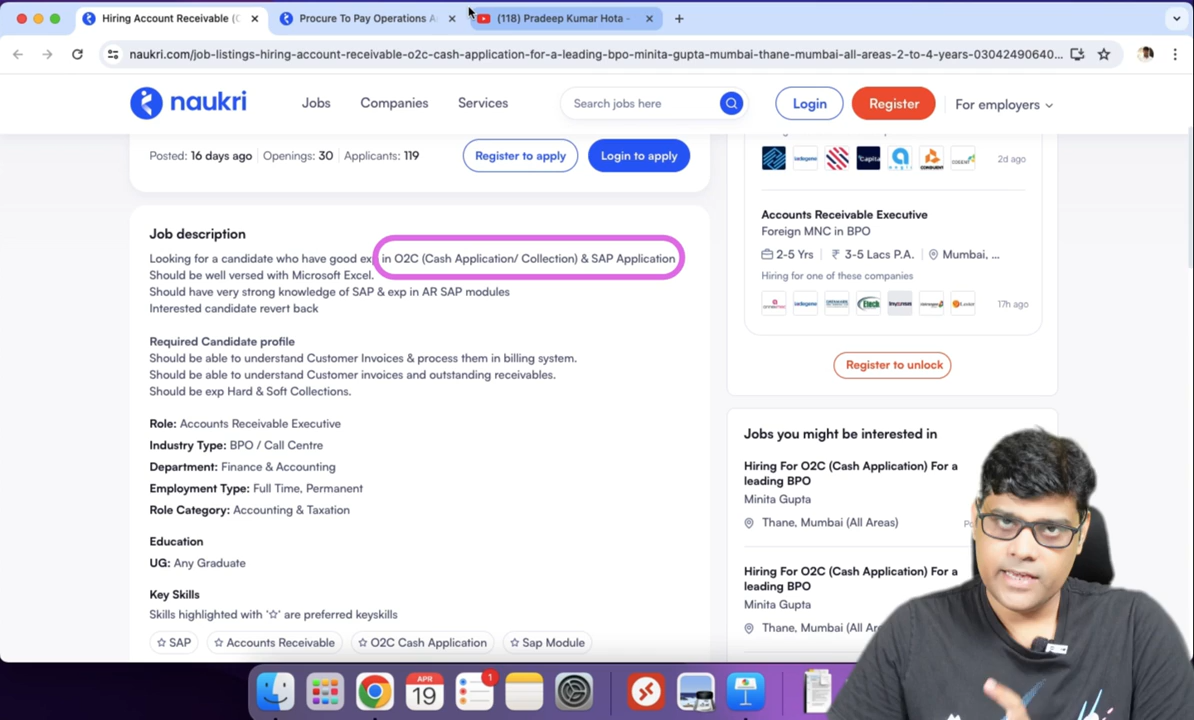 Hiring Account Receivable (
Procure To Pay Operations
(118) Pradeep Kumar Hota -
naukri.com/job-listings-hiring-account-receivable-o2c-cash-application-for-a-leading-bpo-minita-gupta-mumbai-thane-mumbai-all-areas-2-to-4-years-03042490640...
naukri
Jobs
Companies
Services
Search jobs here
Login
Register
For employers
Posted: 16 days ago
Openings: 30
Applicants: 119
Register to apply
Login to apply
Job description
Looking for a candidate who have good ex in O2C (Cash Application/ Collection) & SAP Application
Should be well versed with Microsoft Excel.
Should have very strong knowledge of SAP & exp in AR SAP modules
Interested candidate revert back
Required Candidate profile
Should be able to understand Customer Invoices & process them in billing system.
Should be able to understand Customer invoices and outstanding receivables.
Should be exp Hard & Soft Collections.
Role: Accounts Receivable Executive
Industry Type: BPO / Call Centre
Department: Finance & Accounting
Employment Type: Full Time, Permanent
Role Category: Accounting & Taxation
Education
UG: Any Graduate
Key Skills
Skills highlighted with '☆' are preferred keyskills
☆ SAP
☆ Accounts Receivable
☆ O2C Cash Application
☆ Sap Module
Capita
2d ago
Accounts Receivable Executive
Foreign MNC in BPO
2-5 Yrs
₹ 3-5 Lacs P.A.
Mumbai, ...
Hiring for one of these companies
Etech
17h ago
Register to unlock
Jobs you might be interested in
Hiring For O2C (Cash Application) For a
leading BPO
Minita Gupta
Thane, Mumbai (All Areas)
Po
Hiring For O2C (Cash Application) For a
leading BPO
Minita Gupta
Thane, Mumbai (All Ar
1
APR
19